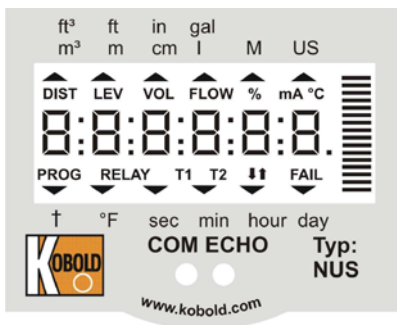 ft³ ft in gal
m³ m cm l M US
DIST LEV VOL FLOW % mA °C
8:8:8:8:8:8.
PROG RELAY T1 T2 ⬇⬆ FAIL
† °F sec min hour day
COM ECHO Typ:
KOBOLD NUS
www.kobold.com